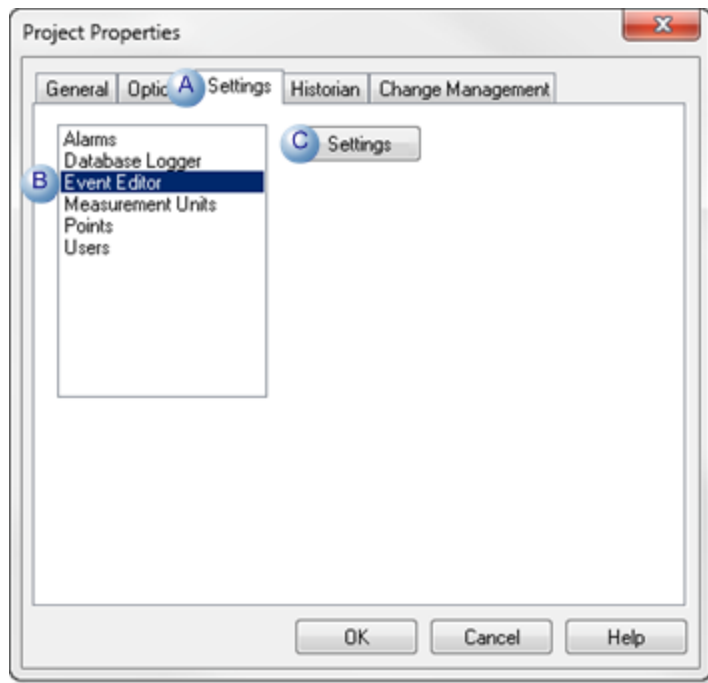 Project Properties
General Optic A Settings Historian Change Management
Alarms
C Settings
Database Logger
B Event Editor
Measurement Units
Points
Users
OK Cancel Help